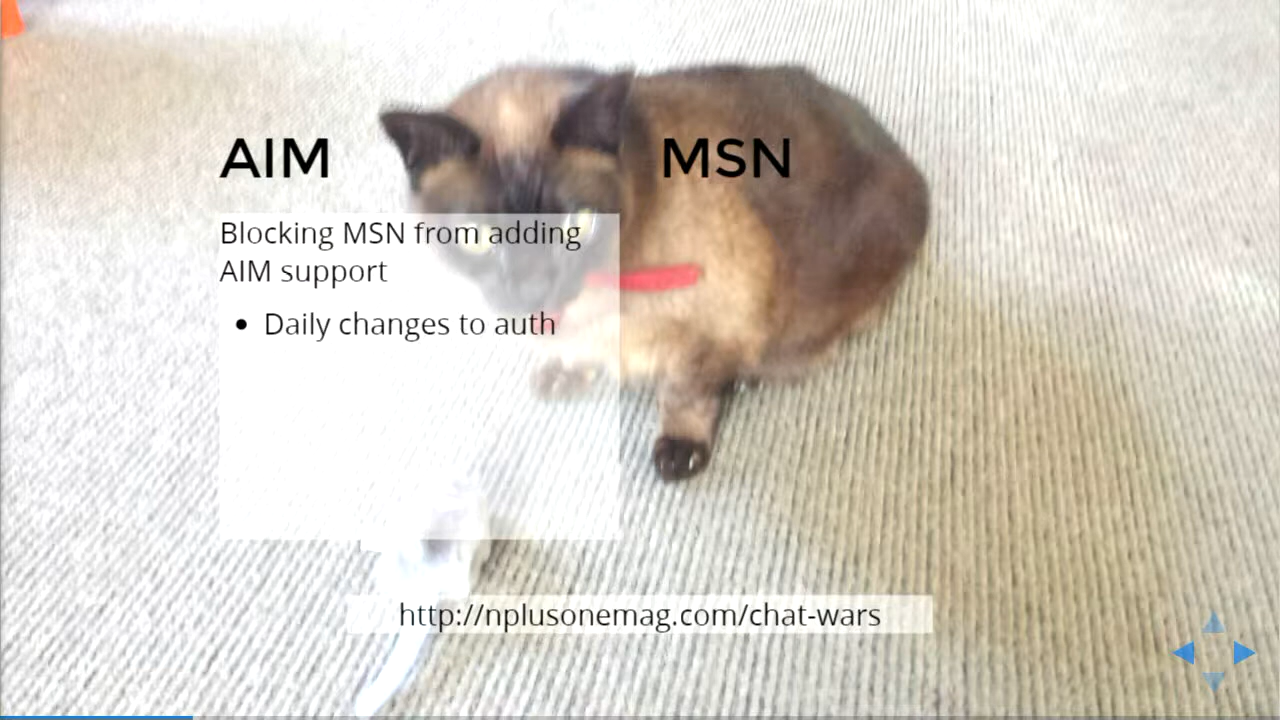 AIM
MSN
Blocking MSN from adding
AIM support
• Daily changes to auth
http://nplusonemag.com/chat-wars